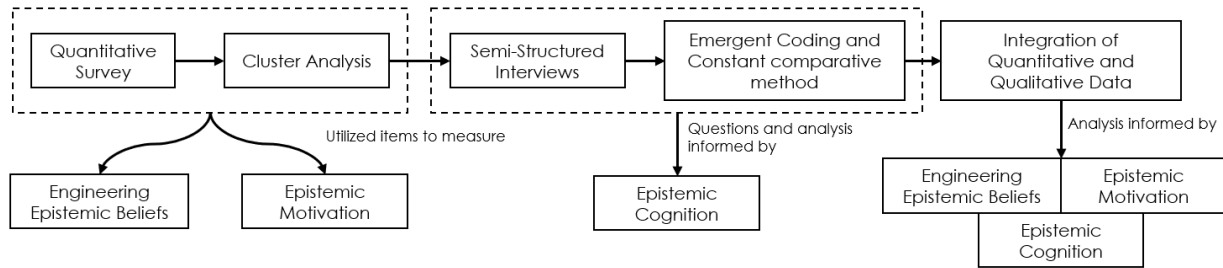 Quantitative
Survey
Cluster Analysis
Semi-Structured
Interviews
Emergent Coding and
Constant comparative
method
Integration of
Quantitative and
Qualitative Data
Utilized items to measure
Questions and analysis
informed by
Analysis informed by
Engineering
Epistemic Beliefs
Epistemic
Motivation
Epistemic
Cognition
Engineering
Epistemic Beliefs
Epistemic
Motivation
Epistemic
Cognition